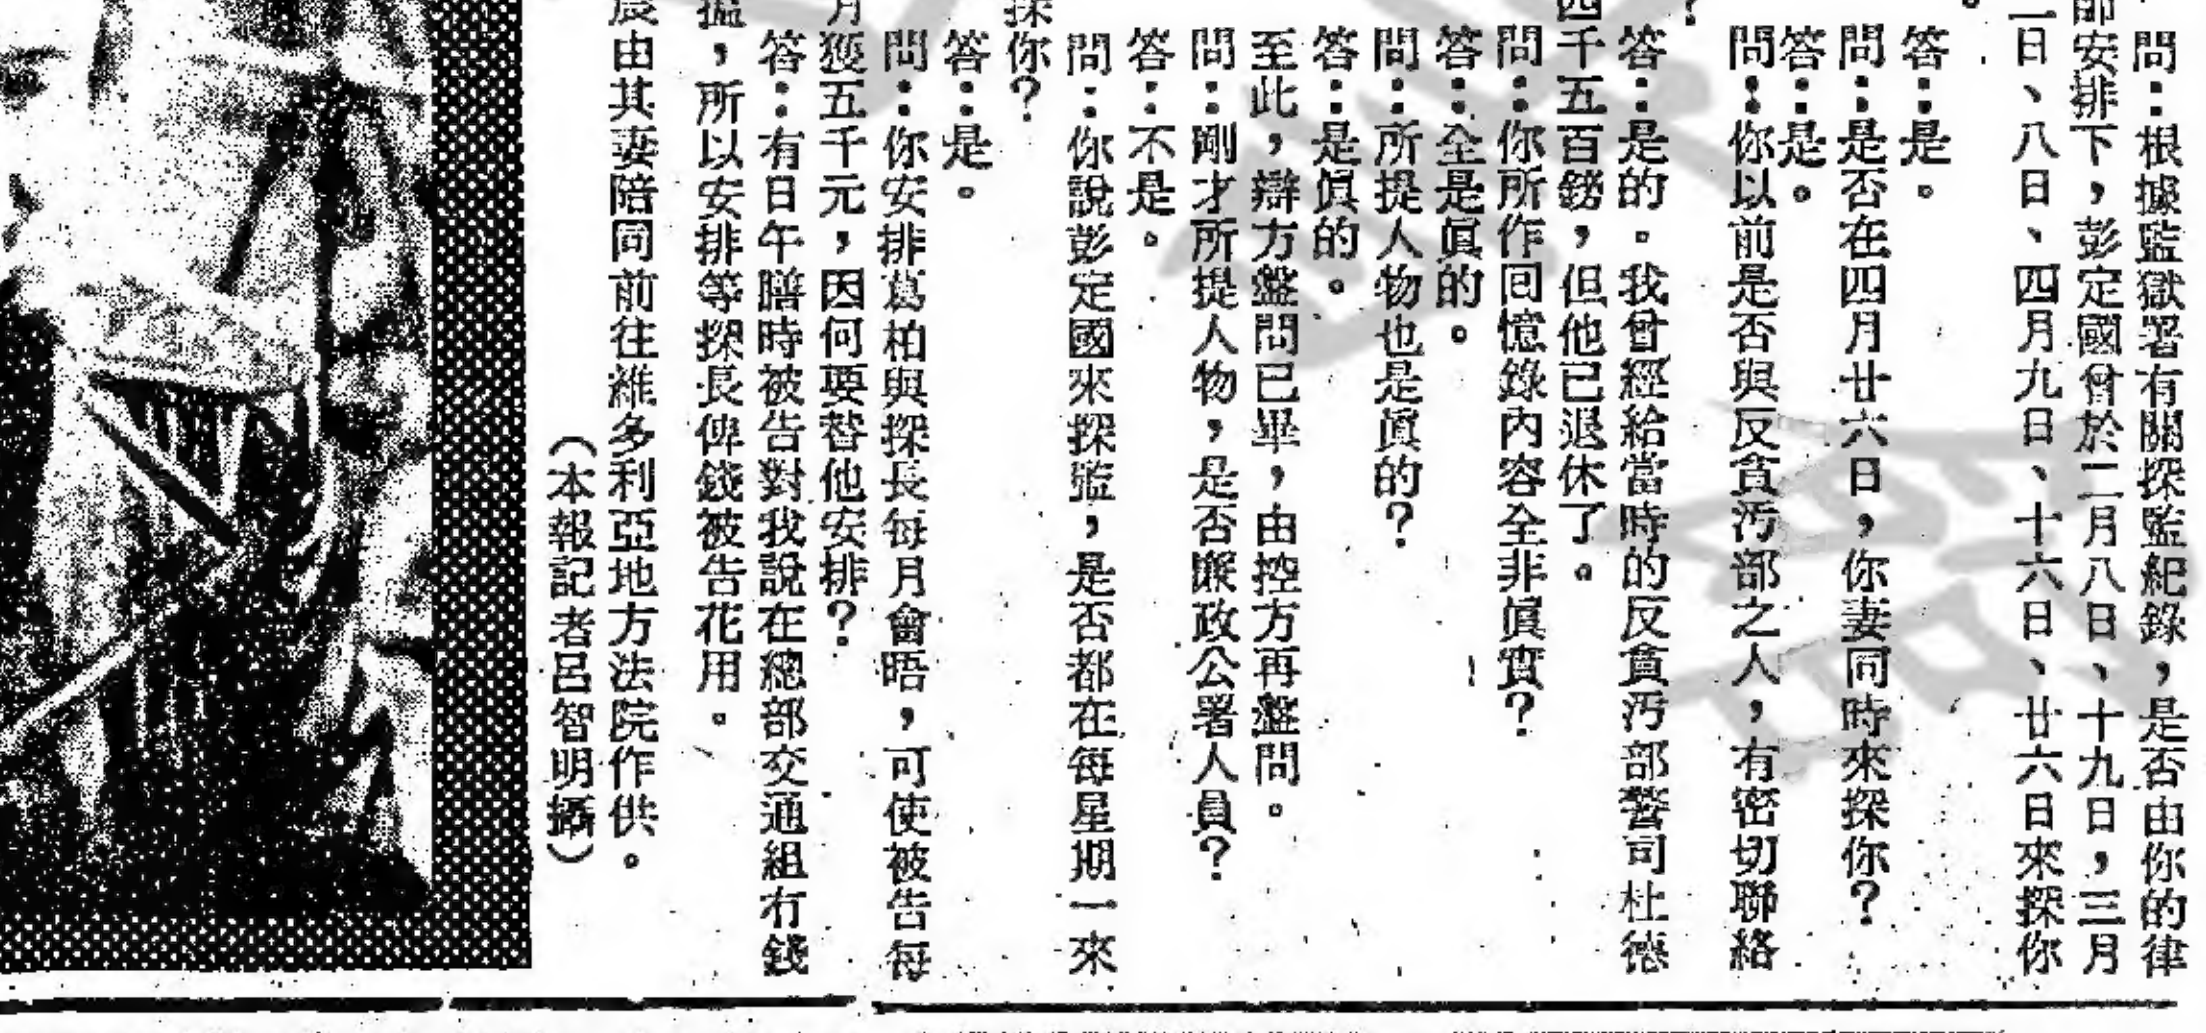 問：根據監獄署有關探監紀錄，是否由你的律
師安排下，彭定國曾於二月八日、十九日，三月
二日、八日、四月九日、十六日、廿六日來探你
？
答：是。
問：是否在四月廿六日，你妻同時來探你？
答：是。
問：你以前是否與反貪污部之人，有密切聯絡
？
答：是的。我曾經給當時的反貪污部警司杜德
四千五百鎊，但他已退休了。
問：你所作回憶錄內容全非眞實？
答：全是眞的。
問：所提人物也是眞的？
答：是眞的。
至此，辯方盤問已畢，由控方再盤問。
問：剛才所提人物，是否廉政公署人員？
答：不是。
問：你說彭定國來探監，是否都在每星期一來
探你？
答：是。
問：你安排葛柏與探長每月會晤，可使被告每
月獲五千元，因何要替他安排？
答：有日午膳時被告對我說在總部交通組冇錢
搵，所以安排等探長俾錢被告花用。
由其妻陪同前往維多利亞地方法院作供。
（本報記者呂智明攝）